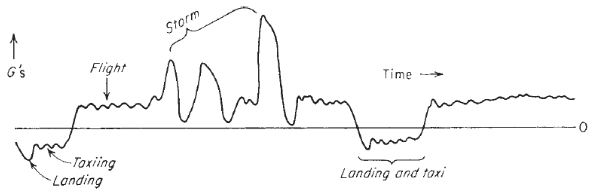 Storm
G's
Flight
Time
0
Taxiing
Landing
Landing and taxi